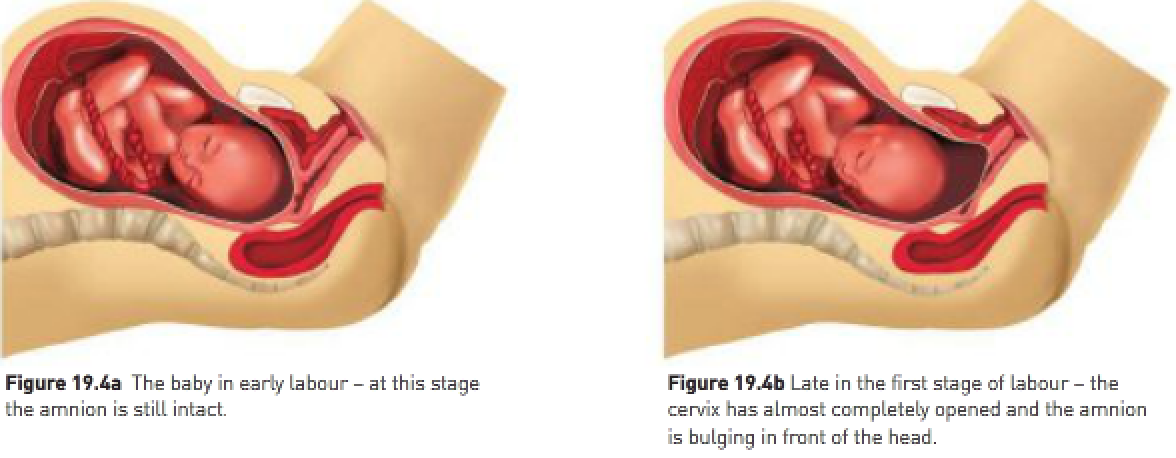 Figure 19.4a The baby in early labour – at this stage
the amnion is still intact.
Figure 19.4b Late in the first stage of labour – the
cervix has almost completely opened and the amnion
is bulging in front of the head.